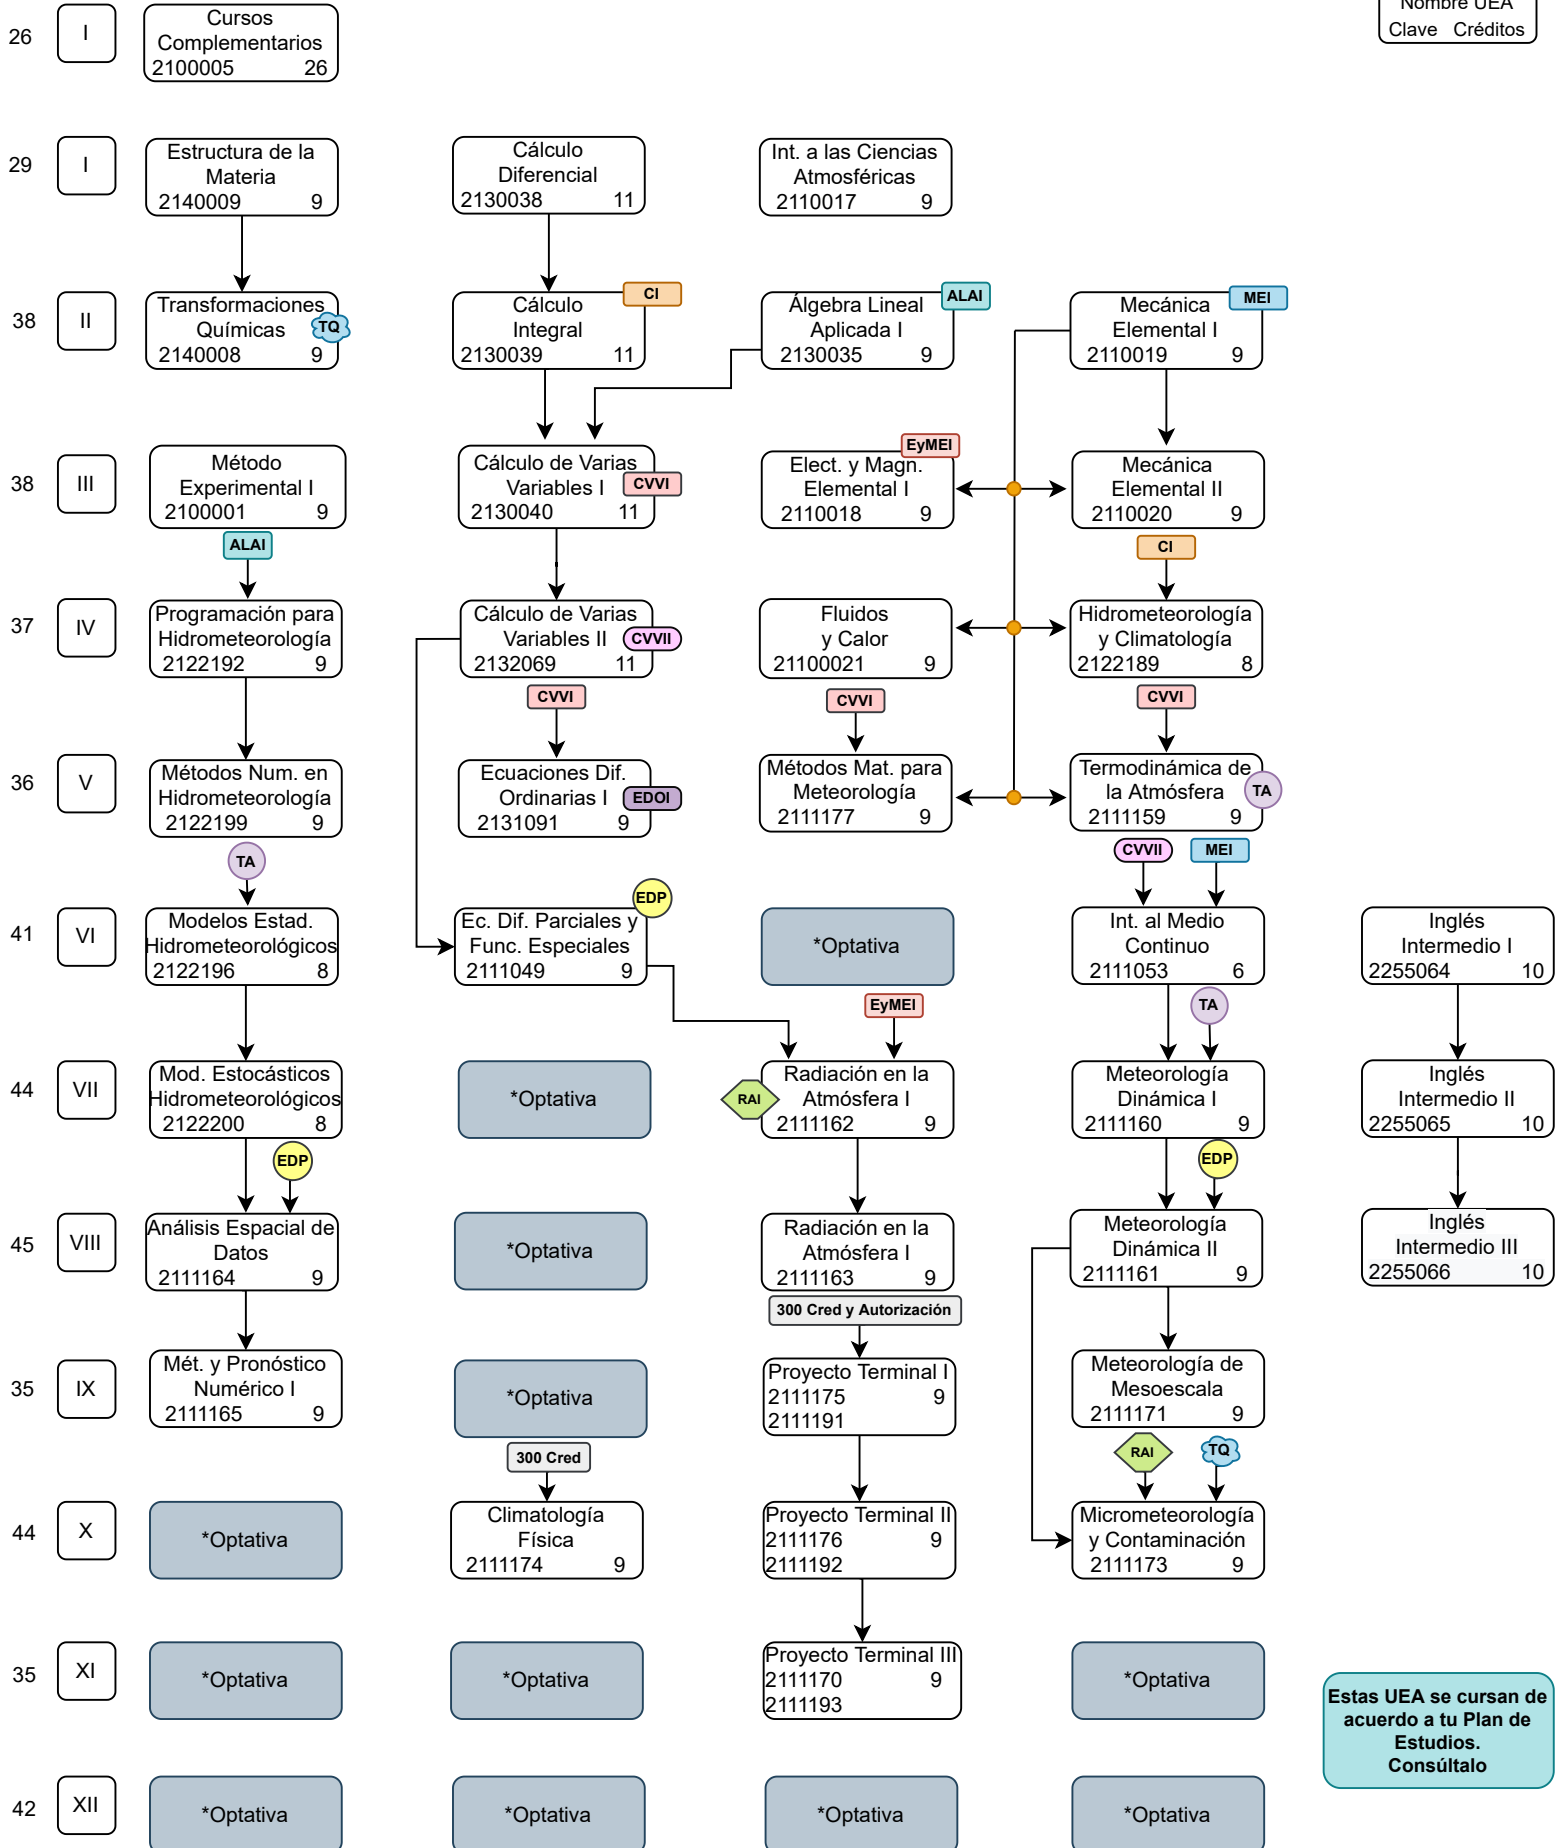 Nombre UEA
Clave Créditos
26 I
Cursos
Complementarios
2100005 26
29 I
Estructura de la
Materia
2140009 9
Cálculo
Diferencial
2130038 11
Int. a las Ciencias
Atmosféricas
2110017 9
38 II
Transformaciones
Químicas
TQ
2140008 9
CI
Cálculo
Integral
2130039 11
ALAI
Álgebra Lineal
Aplicada I
2130035 9
MEI
Mecánica
Elemental I
2110019 9
38 III
Método
Experimental I
2100001 9
Cálculo de Varias
Variables I
CVVI
2130040 11
EyMEI
Elect. y Magn.
Elemental I
2110018 9
Mecánica
Elemental II
2110020 9
ALAI
CI
37 IV
Programación para
Hidrometeorología
2122192 9
Cálculo de Varias
Variables II
CVVII
2132069 11
Fluidos
y Calor
21100021 9
Hidrometeorología
y Climatología
2122189 8
CVVI
CVVI
CVVI
36 V
Métodos Num. en
Hidrometeorología
2122199 9
Ecuaciones Dif.
Ordinarias I
EDOI
2131091 9
Métodos Mat. para
Meteorología
2111177 9
Termodinámica de
la Atmósfera
TA
2111159 9
TA
CVVII
MEI
41 VI
Modelos Estad.
Hidrometeorológicos
2122196 8
EDP
Ec. Dif. Parciales y
Func. Especiales
2111049 9
*Optativa
Int. al Medio
Continuo
2111053 6
Inglés
Intermedio I
2255064 10
EyMEI
TA
44 VII
Mod. Estocásticos
Hidrometeorológicos
2122200 8
*Optativa
RAI
Radiación en la
Atmósfera I
2111162 9
Meteorología
Dinámica I
2111160 9
Inglés
Intermedio II
2255065 10
EDP
EDP
45 VIII
Análisis Espacial de
Datos
2111164 9
*Optativa
Radiación en la
Atmósfera I
2111163 9
Meteorología
Dinámica II
2111161 9
Inglés
Intermedio III
2255066 10
300 Cred y Autorización
35 IX
Mét. y Pronóstico
Numérico I
2111165 9
*Optativa
Proyecto Terminal I
2111175 9
2111191
Meteorología de
Mesoescala
2111171 9
300 Cred
RAI
TQ
44 X
*Optativa
Climatología
Física
2111174 9
Proyecto Terminal II
2111176 9
2111192
Micrometeorología
y Contaminación
2111173 9
35 XI
*Optativa
*Optativa
Proyecto Terminal III
2111170 9
2111193
*Optativa
Estas UEA se cursan de
acuerdo a tu Plan de
Estudios.
Consúltalo
42 XII
*Optativa
*Optativa
*Optativa
*Optativa